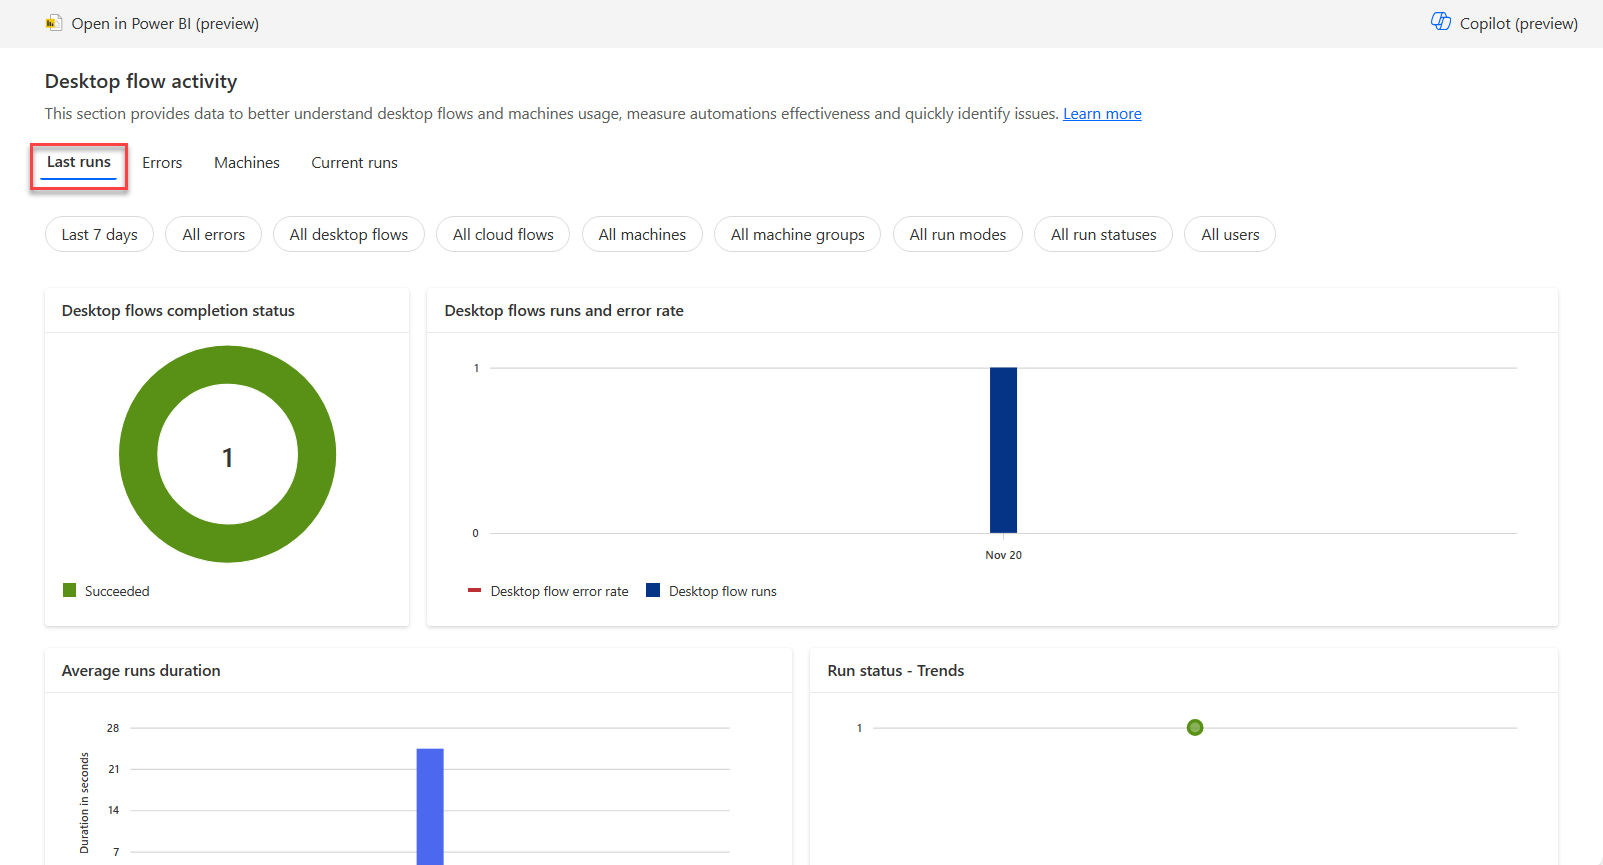 Open in Power BI (preview)
Copilot (preview)
Desktop flow activity
This section provides data to better understand desktop flows and machines usage, measure automations effectiveness and quickly identify issues. Learn more
Last runs Errors Machines Current runs
Last 7 days All errors All desktop flows All cloud flows All machines All machine groups All run modes All run statuses All users
Desktop flows completion status
1
Succeeded
Desktop flows runs and error rate
1
0
Nov 20
Desktop flow error rate Desktop flow runs
Average runs duration
Duration in seconds
28
21
14
7
Run status - Trends
1